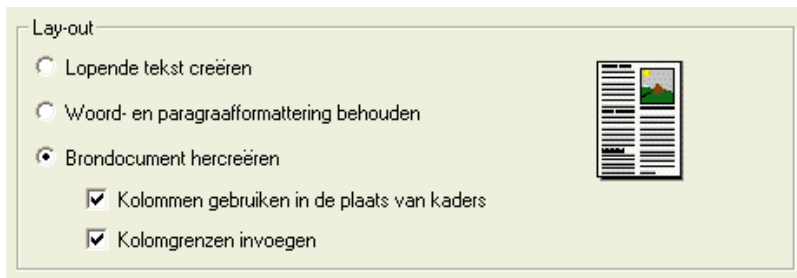 Lay-out
Lopende tekst creëren
Woord- en paragraafformattering behouden
Brondocument hercreëren
Kolommen gebruiken in de plaats van kaders
Kolomgrenzen invoegen